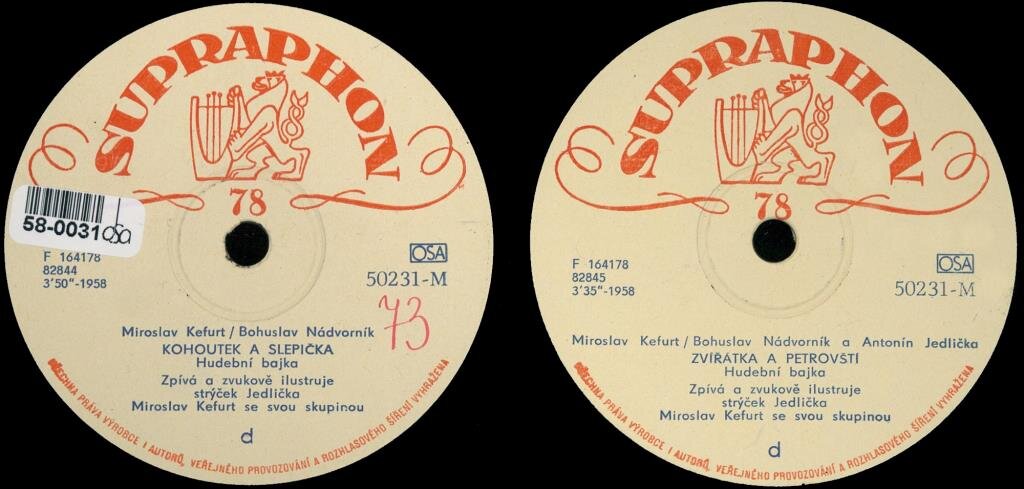 SUPRAPHON
78
58-0031 osa
F 164178
82844
3'50"-1958
OSA
50231-M
73
Miroslav Kefurt / Bohuslav Nádvorník
KOHOUTEK A SLEPIČKA
Hudební bajka
Zpívá a zvukově ilustruje
strýček Jedlička
Miroslav Kefurt se svou skupinou
d
VŠECHNA PRÁVA VÝROBCE I AUTORŮ, VEŘEJNÉHO PROVOZOVÁNÍ A ROZHLASOVÉHO ŠÍŘENÍ VYHRAŽENA
SUPRAPHON
78
F 164178
82845
3'35"-1958
OSA
50231-M
Miroslav Kefurt / Bohuslav Nádvorník a Antonín Jedlička
ZVÍŘÁTKA A PETROVŠTÍ
Hudební bajka
Zpívá a zvukově ilustruje
strýček Jedlička
Miroslav Kefurt se svou skupinou
d
VŠECHNA PRÁVA VÝROBCE I AUTORŮ, VEŘEJNÉHO PROVOZOVÁNÍ A ROZHLASOVÉHO ŠÍŘENÍ VYHRAŽENA